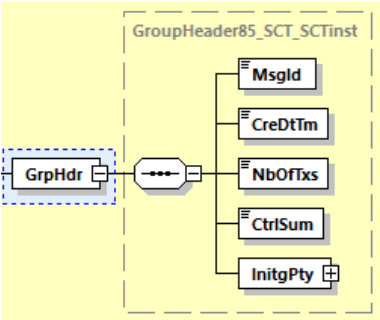 GroupHeader85_SCT_SCTinst
MsgId
CreDtTm
GrpHdr
NbOfTxs
CtrlSum
InitgPty